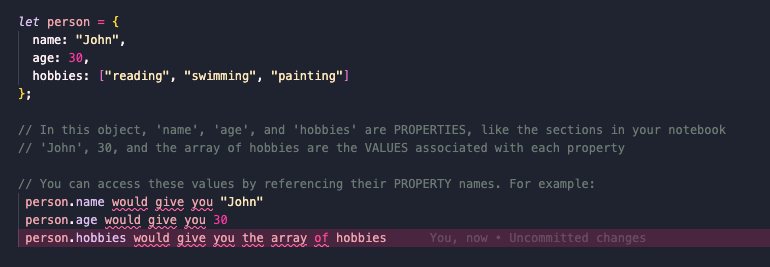 let person = {
name: "John",
age: 30,
hobbies: ["reading", "swimming", "painting"]
};
// In this object, 'name', 'age', and 'hobbies' are PROPERTIES, like the sections in your notebook
// 'John', 30, and the array of hobbies are the VALUES associated with each property
// You can access these values by referencing their PROPERTY names. For example:
person.name would give you "John"
person.age would give you 30
person.hobbies would give you the array of hobbies You, now • Uncommitted changes